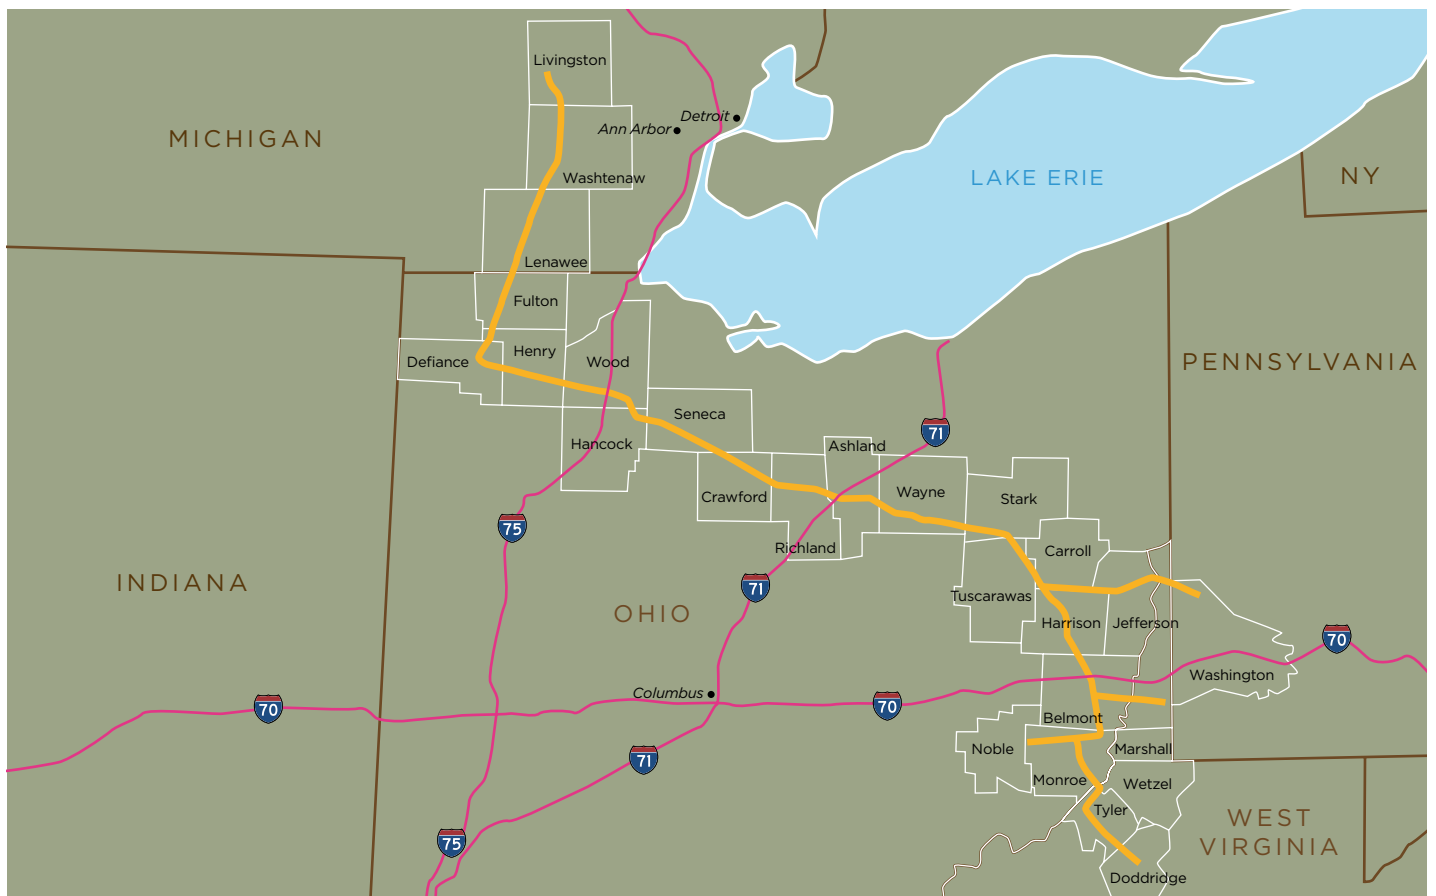 Livingston
Detroit
Ann Arbor
MICHIGAN
Washtenaw
LAKE ERIE
NY
Lenawee
Fulton
Henry
Defiance
Wood
PENNSYLVANIA
Seneca
71
Hancock
Ashland
Crawford
Wayne
Stark
75
Richland
Carroll
INDIANA
71
Tuscarawas
OHIO
Harrison
Jefferson
70
Washington
Columbus
70
70
Belmont
Noble
Marshall
71
Monroe
Wetzel
Tyler
WEST
VIRGINIA
75
Doddridge